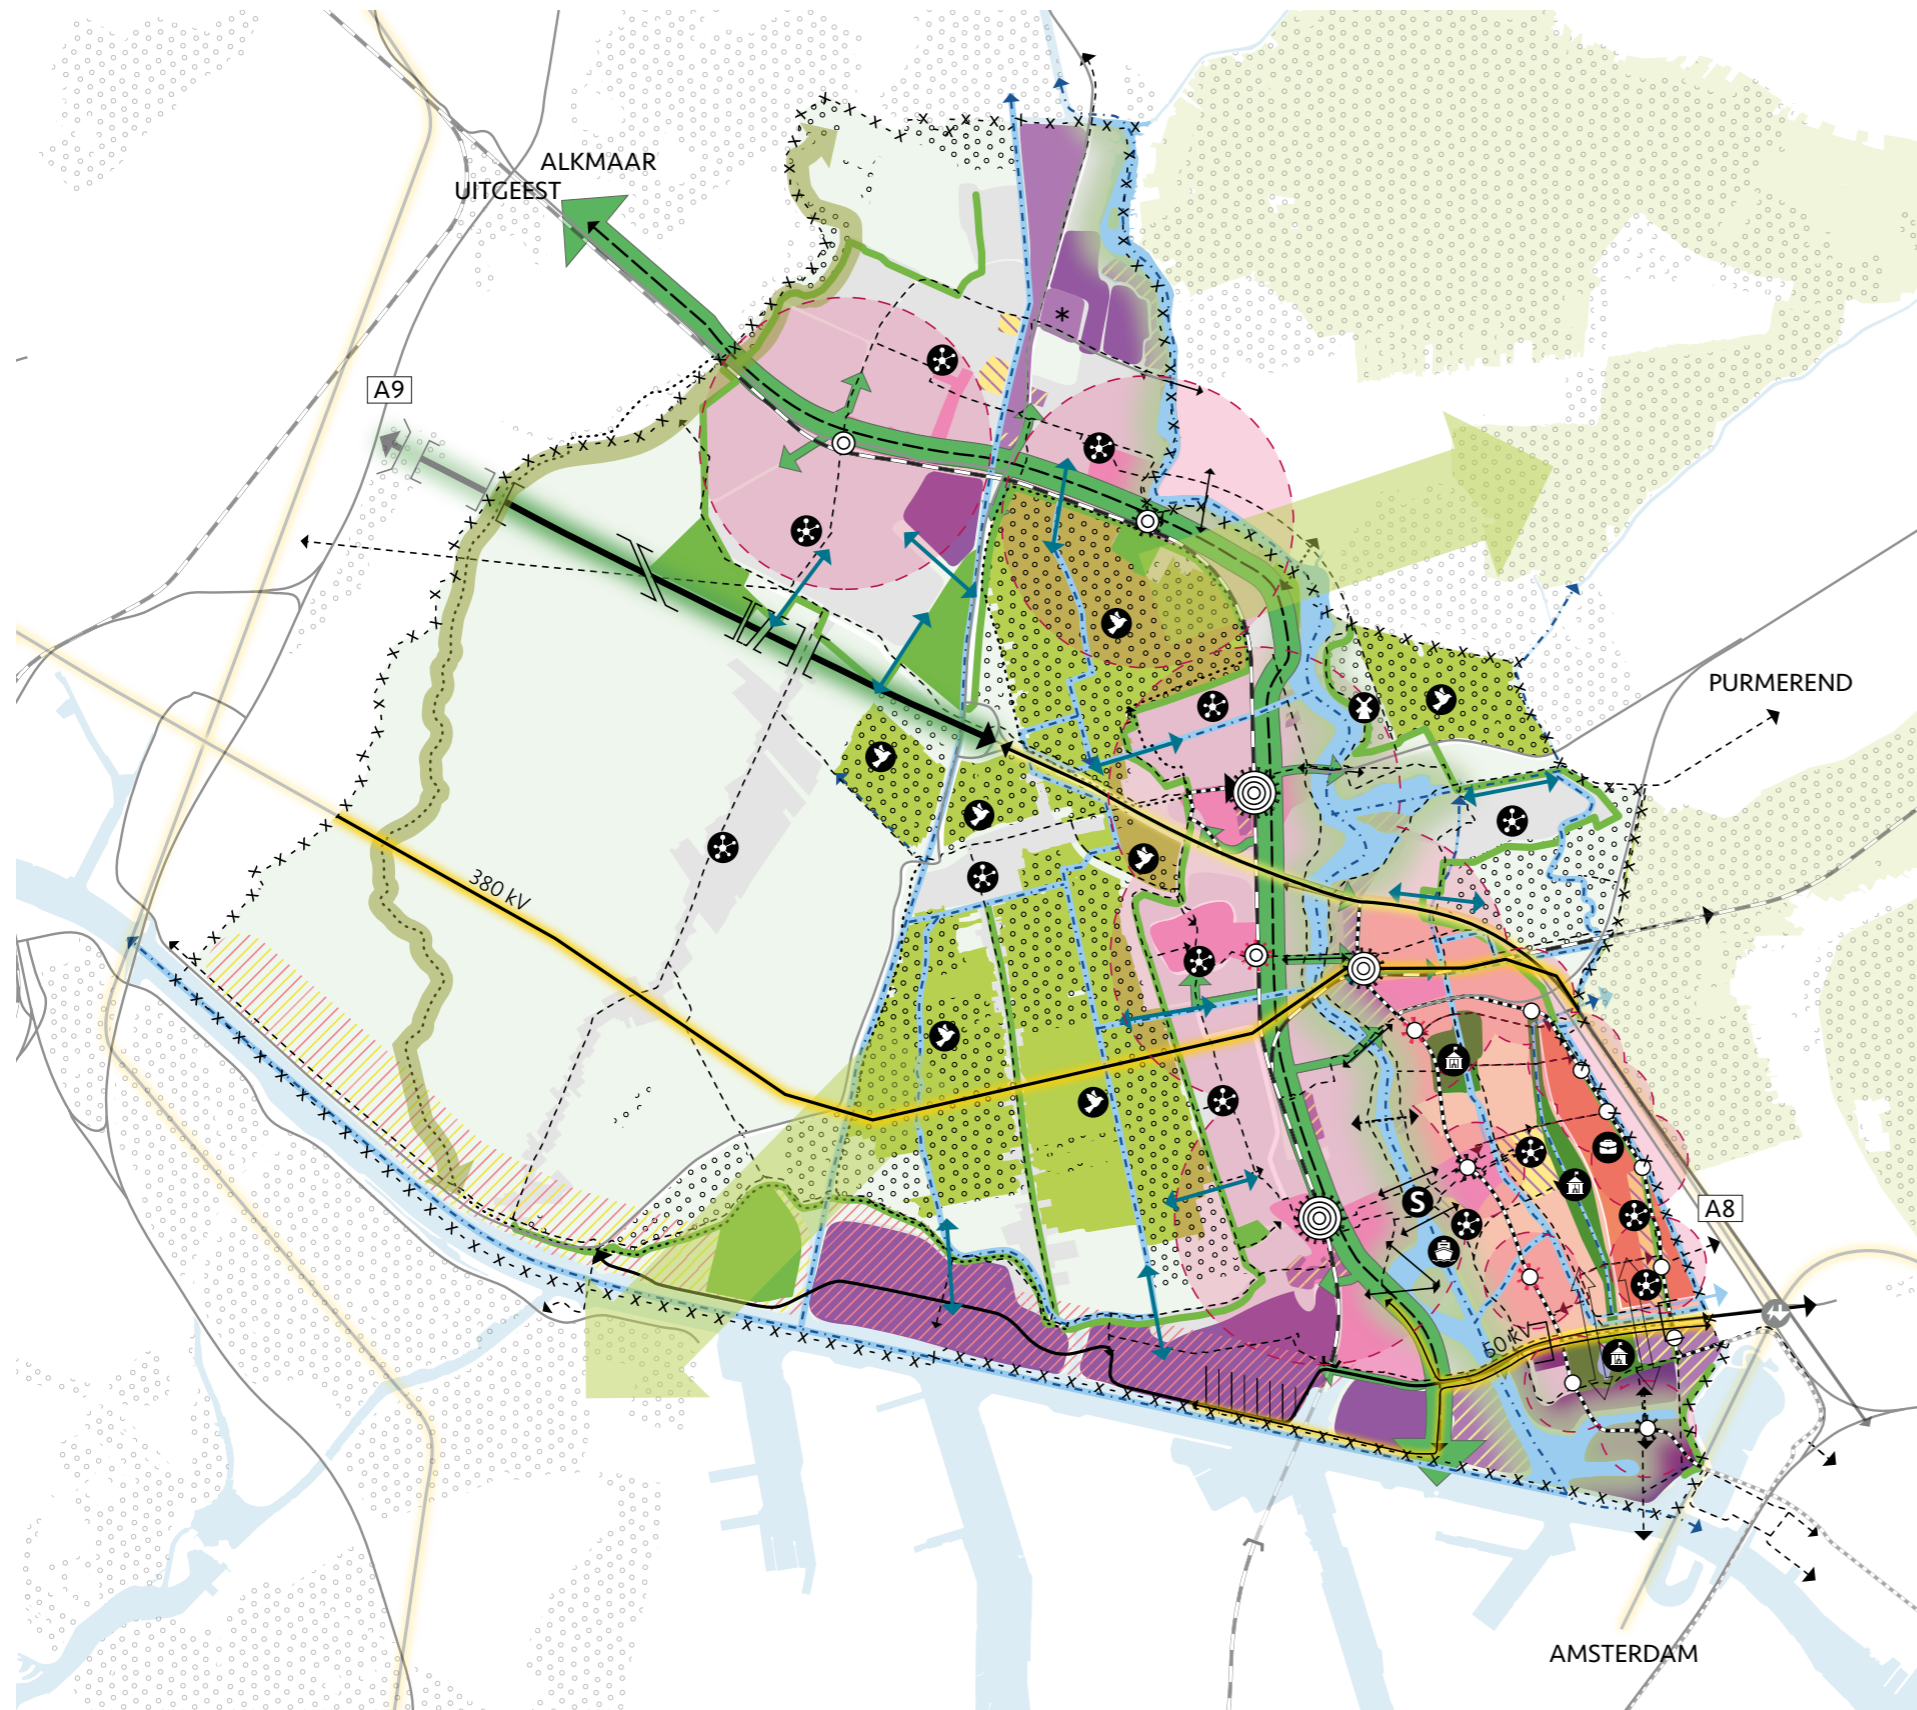 ALKMAAR
UITGEEST
A9
PURMEREND
380 kV
S
A8
50 kV
AMSTERDAM